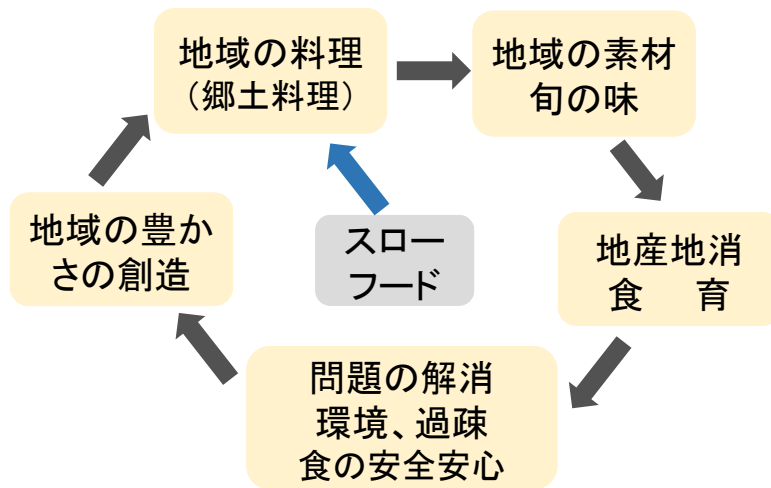 地域の料理
（郷土料理）
地域の素材
旬の味
地産地消
食　　育
問題の解消
環境、過疎
食の安全安心
地域の豊か
さの創造
スロー
フード